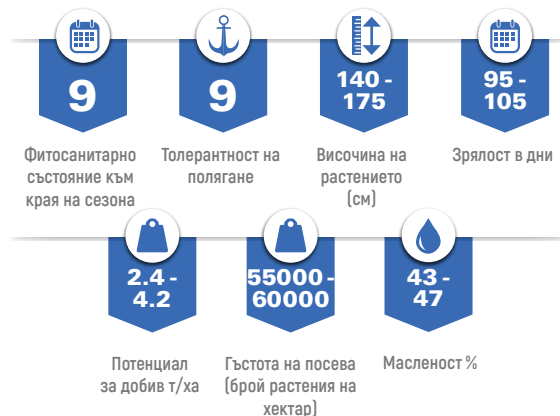 9
Фитосанитарно
състояние към
края на сезона
9
Толерантност на
полягане
140 -
175
Височина на
растението
(см)
95 -
105
Зрялост в дни
2.4 -
4.2
Потенциал
за добив т/ха
55000 -
60000
Гъстота на посева
(брой растения на
хектар)
43 -
47
Масленост %